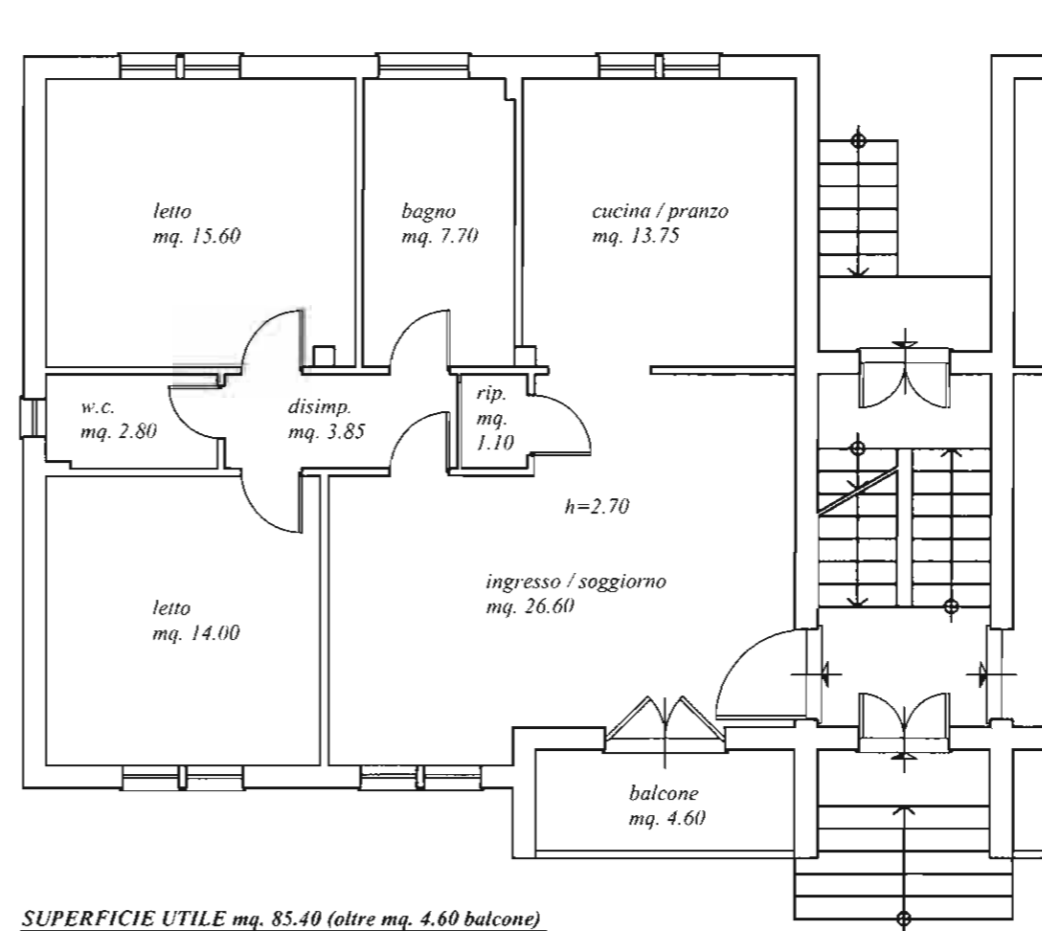 letto
mq. 15.60
bagno
mq. 7.70
cucina / pranzo
mq. 13.75
w.c.
mq. 2.80
disimp.
mq. 3.85
rip.
mq.
1.10
h=2.70
ingresso / soggiorno
mq. 26.60
letto
mq. 14.00
balcone
mq. 4.60
SUPERFICIE UTILE mq. 85.40 (oltre mq. 4.60 balcone)